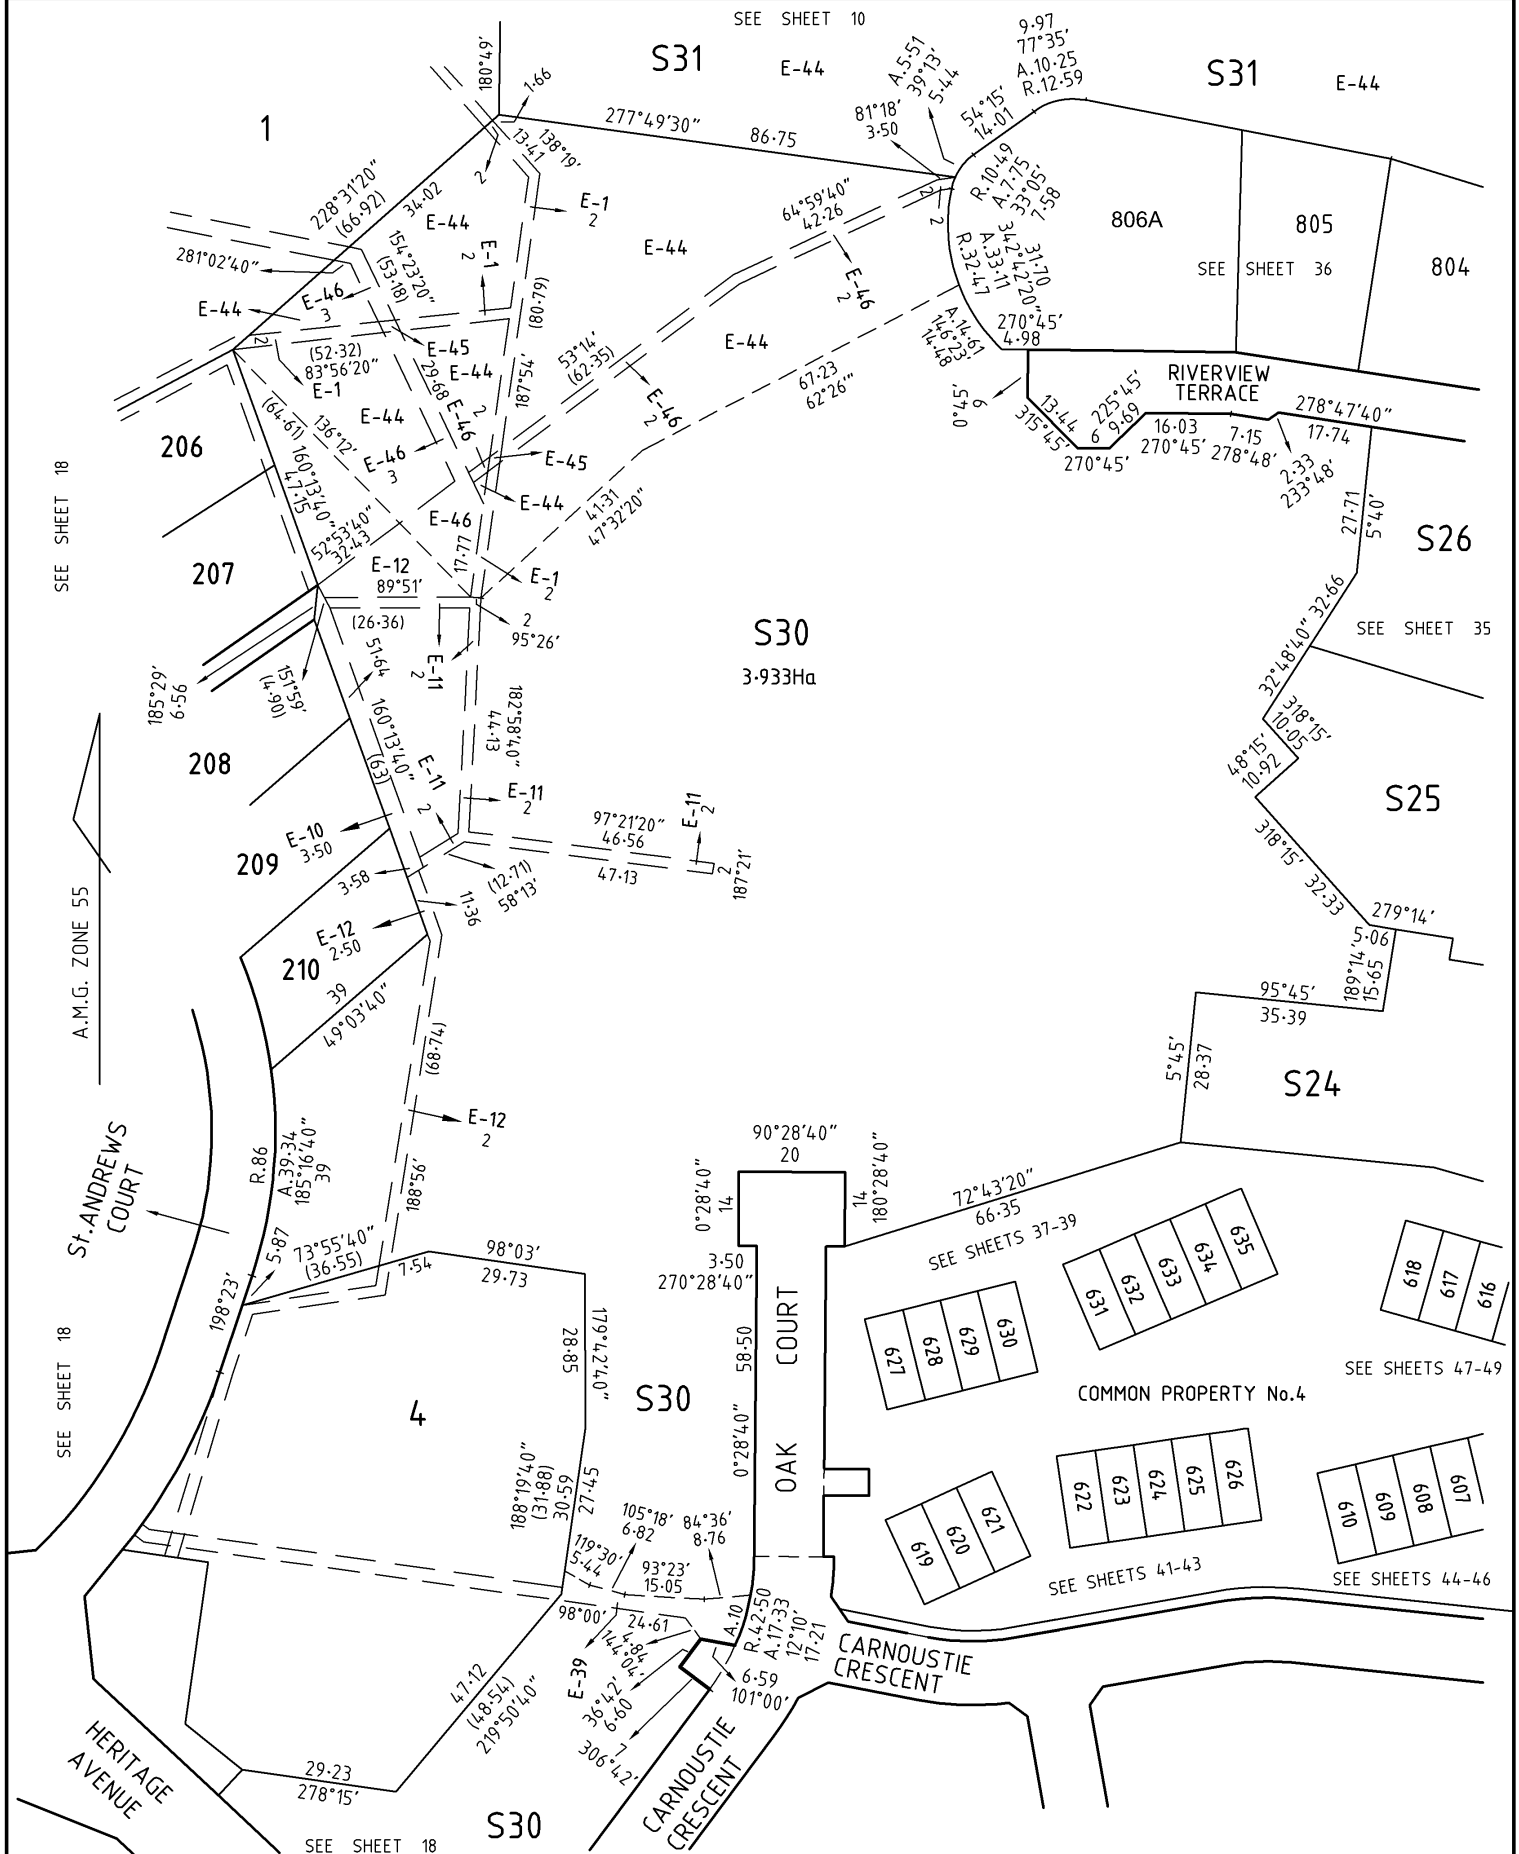 SEE SHEET 10
S31
E-44
S31
E-44
1
180°49'
1·66
277°49'30"
86·75
81°18'
3·50
A.5·51
39°13'
5·44
54°15'
14·01
9·97
77°35'
A.10·25
R.12·59
13·41
138°19'
2
228°31'20"
(66·92)
34·02
E-44
E-1
2
E-1
2
281°02'40"
154°23'20"
(53·18)
E-44
E-46
3
E-44
64°59'40"
42·26
2
2
R.10·49
A.7·75
33°05'
7·58
31·70
342°42'20"
A.33·11
R.32·47
806A
805
804
SEE SHEET 36
E-46
2
(80·79)
187°54'
2
(52·32)
83°56'20"
E-1
E-45
E-44
29·68
E-44
53°14'
(62·35)
E-46
2
E-44
A.14·61
146°23'
14·48
270°45'
4·98
67·23
62°26'"
6
0°45'
RIVERVIEW
TERRACE
13·44
315°45'
6
270°45'
225°45'
9·69
16·03
270°45'
7·15
278°48'
278°47'40"
17·74
2·33
233°48'
206
(64·61)
136°12'
160°13'40"
47·15
E-46
3
E-46
2
E-45
E-44
E-46
41·31
47°32'20"
27·71
5°40'
S26
SEE SHEET 18
207
52°53'40"
32·43
E-12
89°51'
(26·36)
17·77
E-1
2
2
95°26'
E-11
2
S30
3·933Ha
32°48'40"
32·66
SEE SHEET 35
185°29'
6·56
151°59'
(4·90)
51·64
160°13'40"
(63)
182°58'40"
44·13
318°15'
10·05
48°15'
10·92
S25
208
E-11
2
E-11
2
E-10
3·50
209
97°21'20"
46·56
47·13
E-11
2
2
187°21'
318°15'
32·33
3·58
(12·71)
58°13'
11·36
E-12
2·50
210
39
49°03'40"
279°14'
5·06
189°14'
15·65
95°45'
35·39
A.M.G. ZONE 55
(68·74)
5°45'
28·37
S24
E-12
2
188°56'
St.ANDREWS
COURT
R.86
A.39·34
185°16'40"
39
90°28'40"
20
0°28'40"
14
14
180°28'40"
72°43'20"
66·35
SEE SHEETS 37-39
5·87
73°55'40"
(36·55)
7·54
98°03'
29·73
3·50
270°28'40"
198°23'
635
634
633
632
631
618
617
616
630
629
628
627
SEE SHEET 18
179°42'40"
28·85
58·50
0°28'40"
OAK COURT
SEE SHEETS 47-49
COMMON PROPERTY No.4
4
S30
188°19'40"
(31·88)
30·59
27·45
626
625
624
623
622
621
620
619
607
608
609
610
119°30'
5·44
105°18'
6·82
93°23'
15·05
84°36'
8·76
SEE SHEETS 41-43
SEE SHEETS 44-46
98°00'
24·61
4·84
144°04'
A.10
R.42·50
A.17·33
12°10'
17·21
CARNOUSTIE
CRESCENT
E-39
36°42'
6·60
6·59
101°00'
7
306°42'
47·12
(48·54)
219°50'40"
HERITAGE
AVENUE
29·23
278°15'
CARNOUSTIE
CRESCENT
S30
SEE SHEET 18